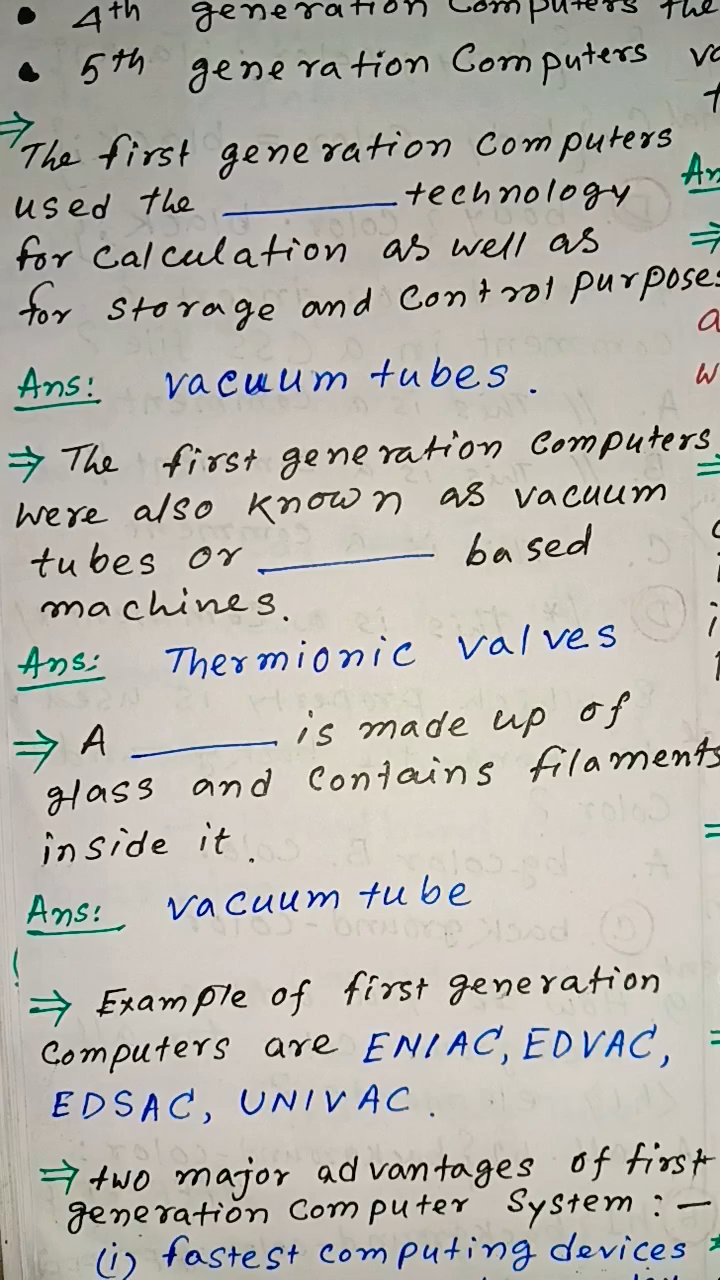 • 4th generation Computers the
• 5th generation Computers
⇒ The first generation Computers
used the ________ technology
for calculation as well as
for storage and Control purposes
Ans: vacuum tubes.
⇒ The first generation Computers
were also known as vacuum
tubes or ________ based
machines.
Ans: Thermionic valves
⇒ A ________ is made up of
glass and Contains filaments
inside it.
Ans: vacuum tube
⇒ Example of first generation
Computers are ENIAC, EDVAC,
EDSAC, UNIVAC.
⇒ two major advantages of first
generation Computer System : —
(i) fastest computing devices